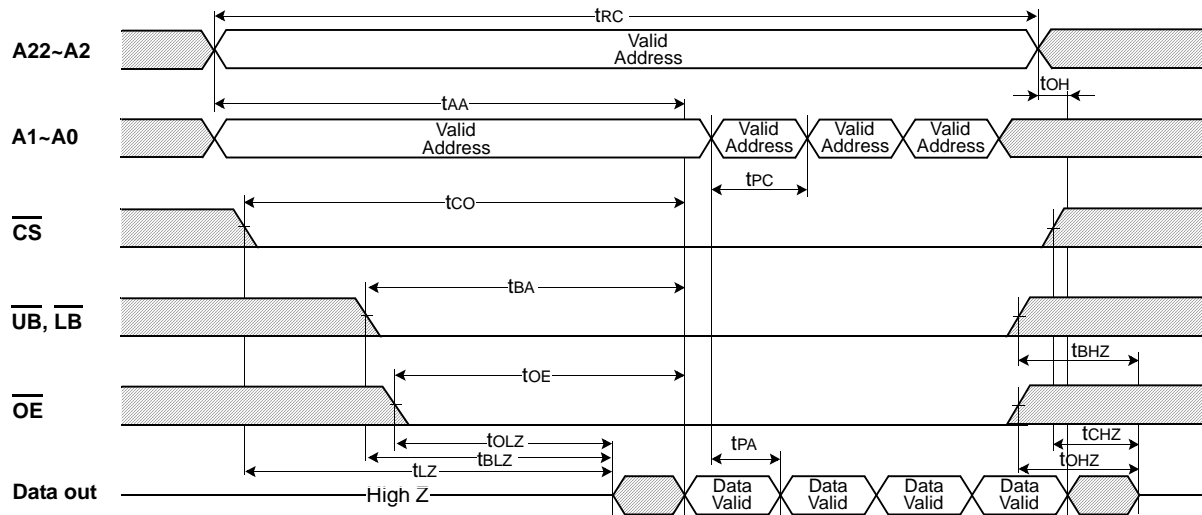 tRC
A22~A2
Valid
Address
tOH
tAA
A1~A0
Valid
Address
Valid
Address
Valid
Address
Valid
Address
tPC
tCO
CS
tBA
UB, LB
tBHZ
tOE
OE
tOLZ
tBLZ
tLZ
tPA
tCHZ
tOHZ
Data out
High Z
Data
Valid
Data
Valid
Data
Valid
Data
Valid